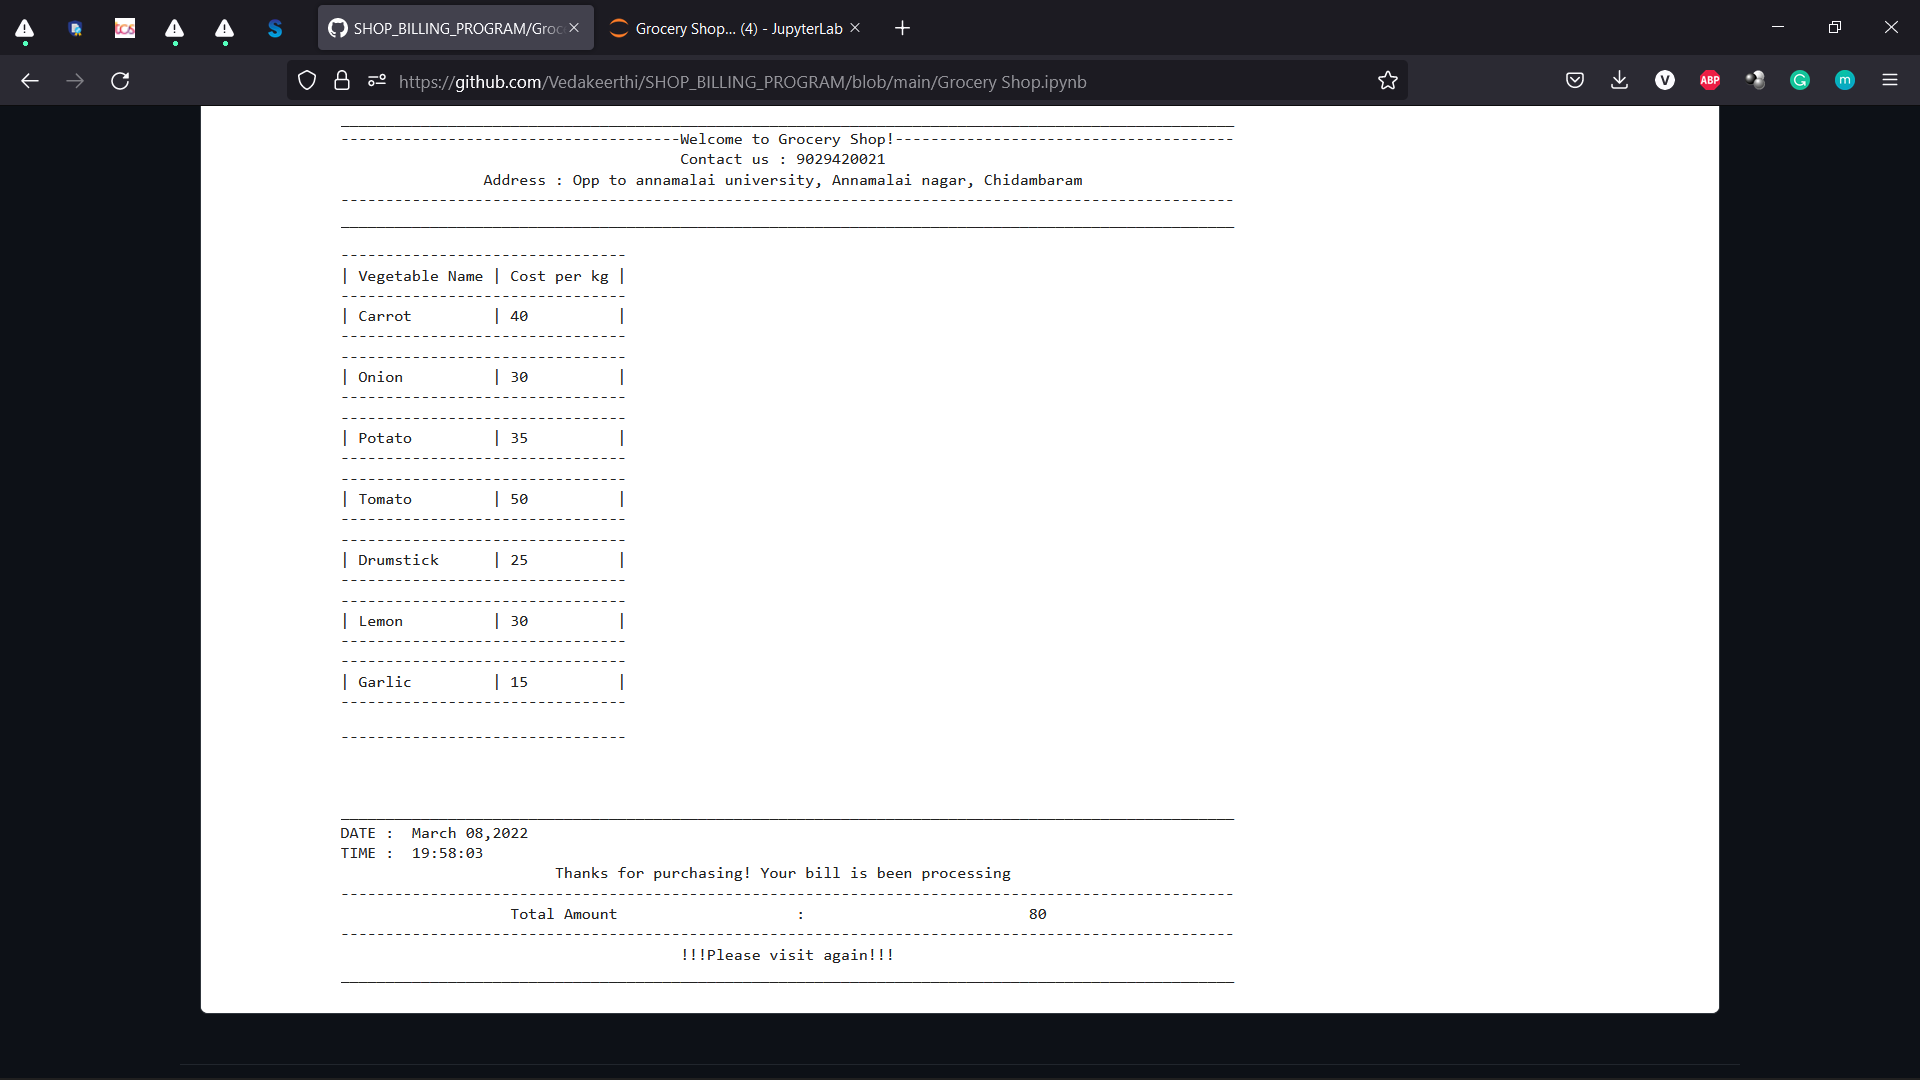 tcs
SHOP_BILLING_PROGRAM/Groc
Grocery Shop... (4) - JupyterLab
https://github.com/Vedakeerthi/SHOP_BILLING_PROGRAM/blob/main/Grocery Shop.ipynb
V
ABP
G
m
----------Welcome to Grocery Shop!----------
Contact us : 9029420021
Address : Opp to annamalai university, Annamalai nagar, Chidambaram
| Vegetable Name | Cost per kg |
| Carrot | 40 |
| Onion | 30 |
| Potato | 35 |
| Tomato | 50 |
| Drumstick | 25 |
| Lemon | 30 |
| Garlic | 15 |
DATE : March 08,2022
TIME : 19:58:03
Thanks for purchasing! Your bill is been processing
Total Amount : 80
!!!Please visit again!!!